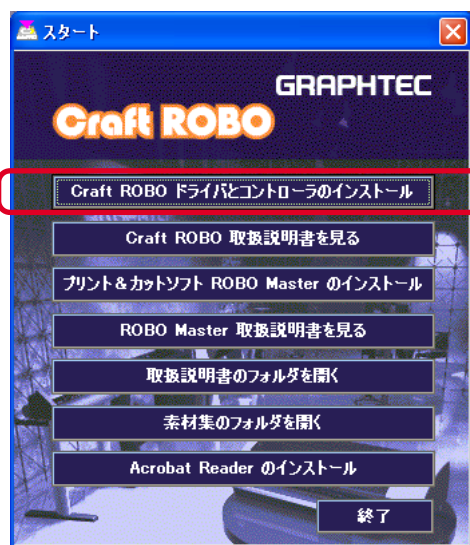 スタート
GRAPHTEC
Craft ROBO
Craft ROBO ドライバとコントローラのインストール
Craft ROBO 取扱説明書を見る
プリント＆カットソフト ROBO Master のインストール
ROBO Master 取扱説明書を見る
取扱説明書のフォルダを開く
素材集のフォルダを開く
Acrobat Reader のインストール
終了